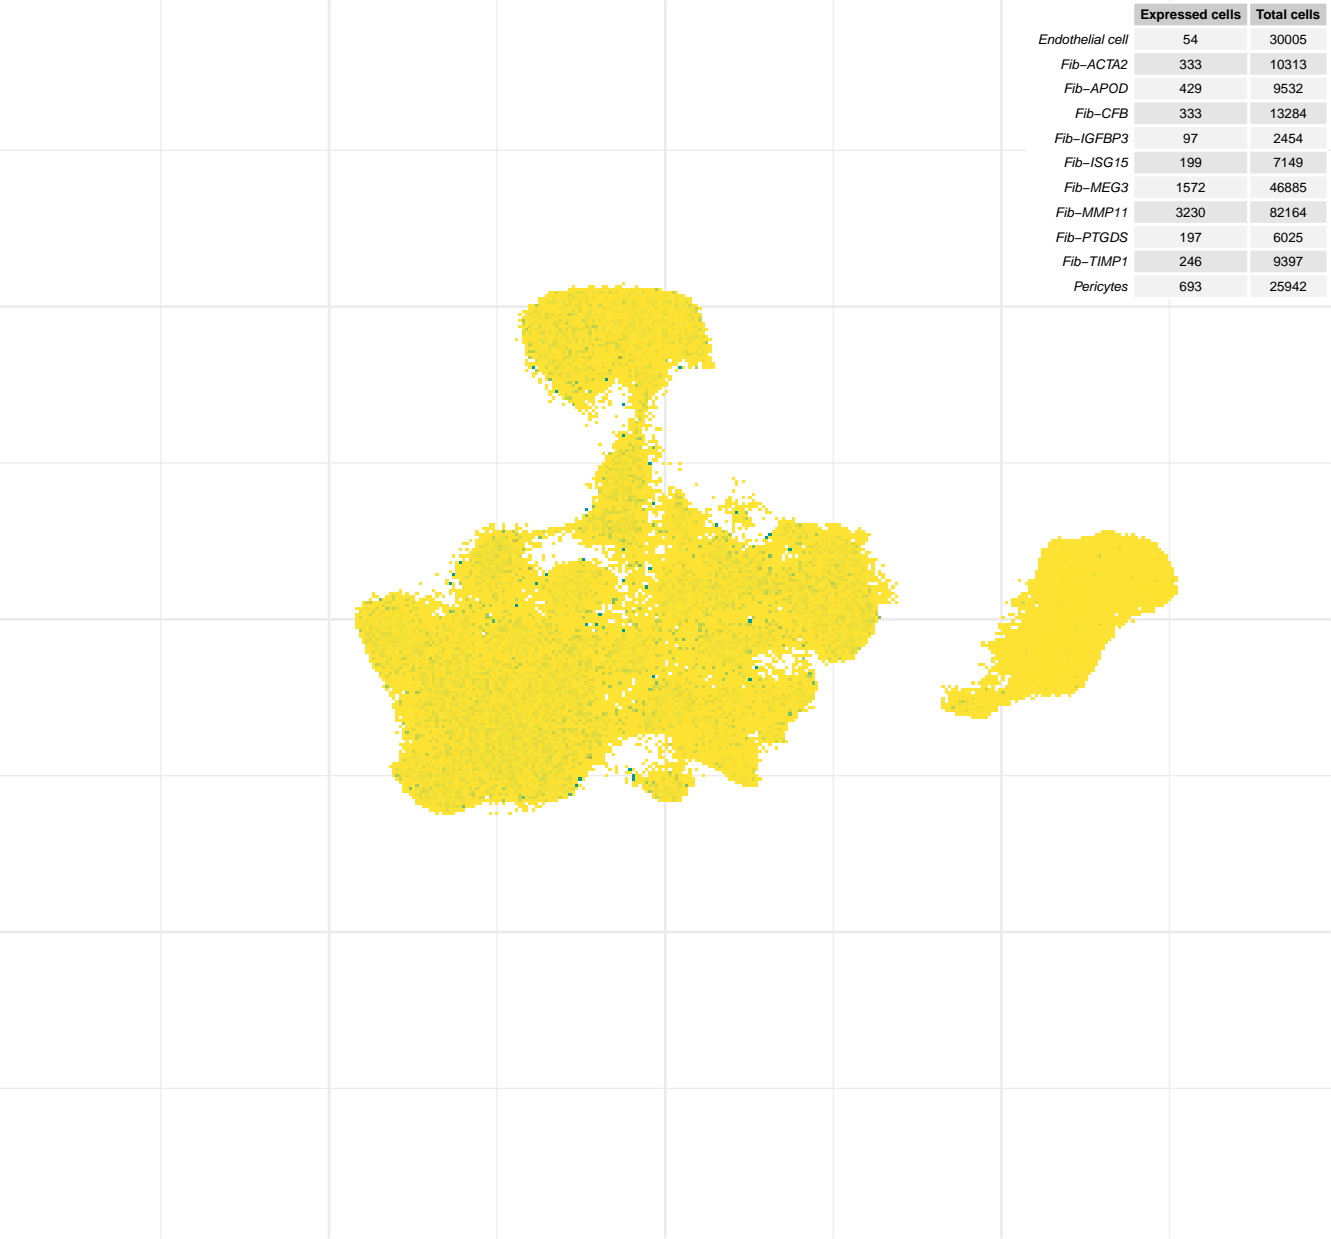 Expressed cells Total cells
Endothelial cell 54 30005
Fib−ACTA2 333 10313
Fib−APOD 429 9532
Fib−CFB 333 13284
Fib−IGFBP3 97 2454
Fib−ISG15 199 7149
Fib−MEG3 1572 46885
Fib−MMP11 3230 82164
Fib−PTGDS 197 6025
Fib−TIMP1 246 9397
Pericytes 693 25942